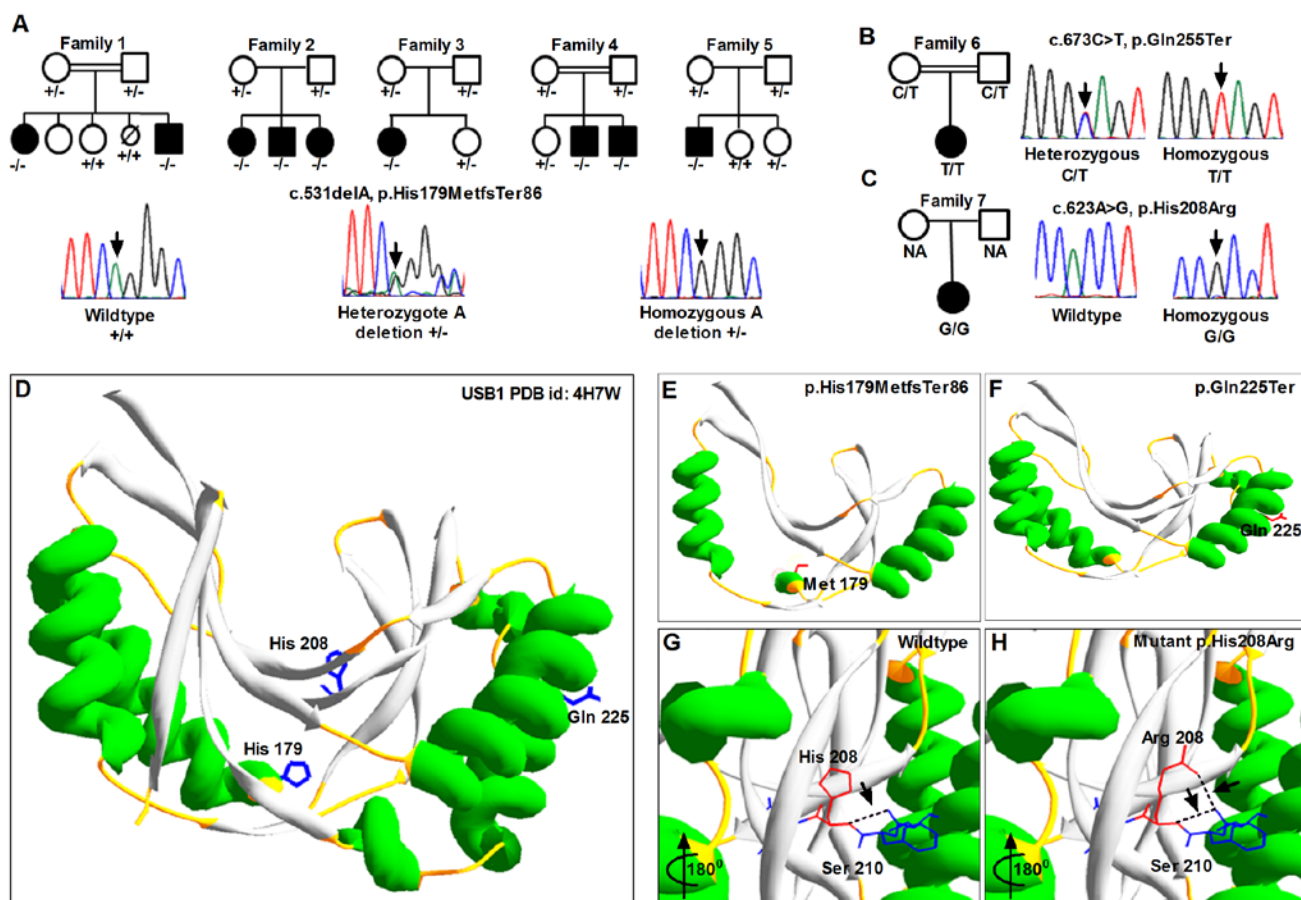 A
Family 1
+/- +/-
-/- +/+ +/+ -/-
Family 2
+/- +/-
-/- -/- -/-
Family 3
+/- +/-
-/- +/-
Family 4
+/- +/-
+/- -/- -/-
Family 5
+/- +/-
-/- +/+ +/-
c.531delA, p.His179MetfsTer86
Wildtype
+/+
Heterozygote A
deletion +/-
Homozygous A
deletion +/-
B
Family 6
C/T C/T
T/T
c.673C>T, p.Gln255Ter
Heterozygous
C/T
Homozygous
T/T
C
Family 7
NA NA
G/G
c.623A>G, p.His208Arg
Wildtype
Homozygous
G/G
D
USB1 PDB id: 4H7W
His 208
His 179
Gln 225
E
p.His179MetfsTer86
Met 179
F
p.Gln225Ter
Gln 225
G
Wildtype
His 208
Ser 210
180⁰
H
Mutant p.His208Arg
Arg 208
Ser 210
180⁰